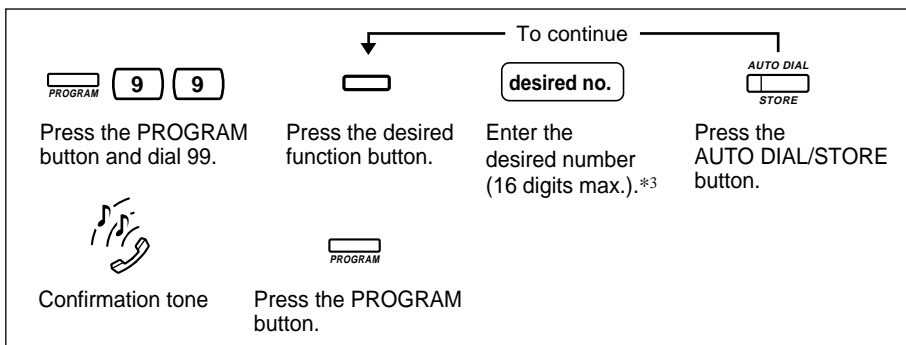 To continue
PROGRAM 9 9
desired no.
AUTO DIAL
STORE
Press the PROGRAM
button and dial 99.
Press the desired
function button.
Enter the
desired number
(16 digits max.).*3
Press the
AUTO DIAL/STORE
button.
Confirmation tone
PROGRAM
Press the PROGRAM
button.